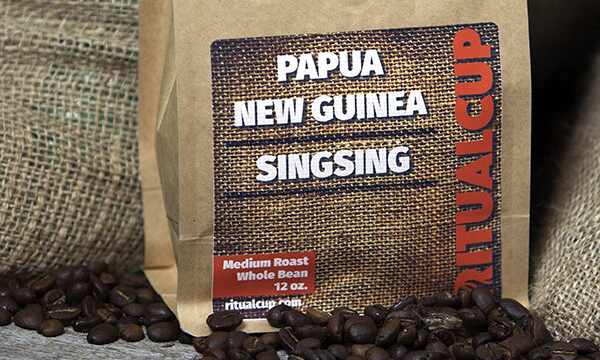 PAPUA
NEW GUINEA
SINGSING
RITUALCUP
Medium Roast
Whole Bean
12 oz.
ritualcup.com